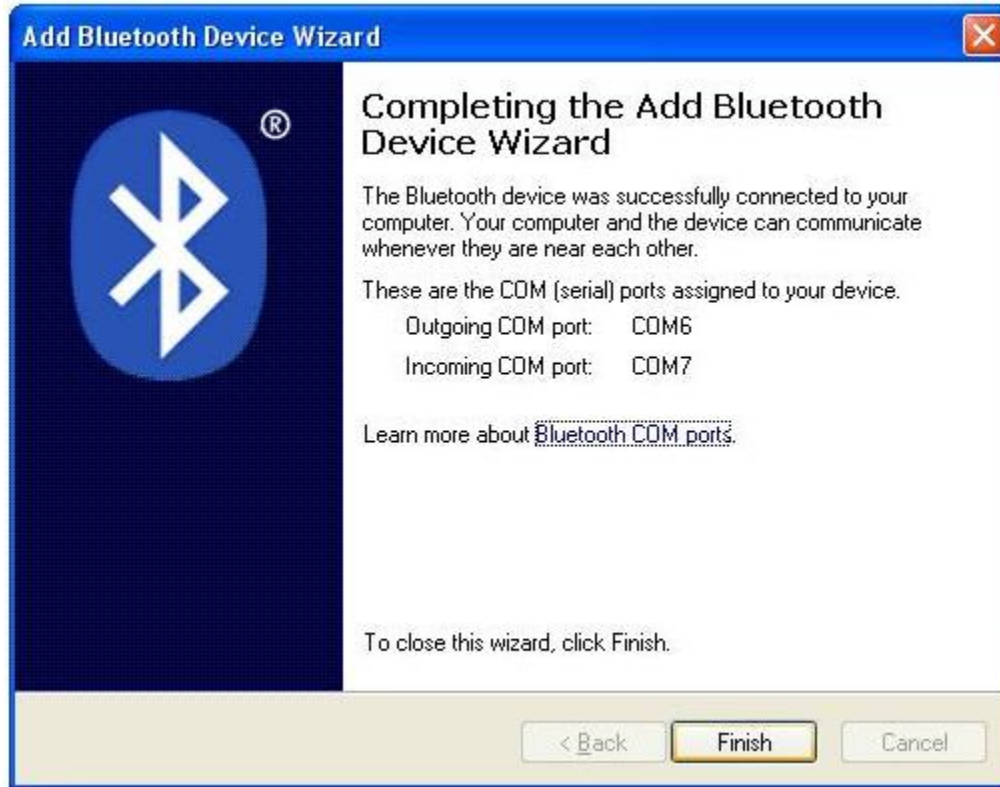 Add Bluetooth Device Wizard
®
Completing the Add Bluetooth
Device Wizard
The Bluetooth device was successfully connected to your
computer. Your computer and the device can communicate
whenever they are near each other.
These are the COM (serial) ports assigned to your device.
Outgoing COM port: COM6
Incoming COM port: COM7
Learn more about Bluetooth COM ports.
To close this wizard, click Finish.
< Back Finish Cancel